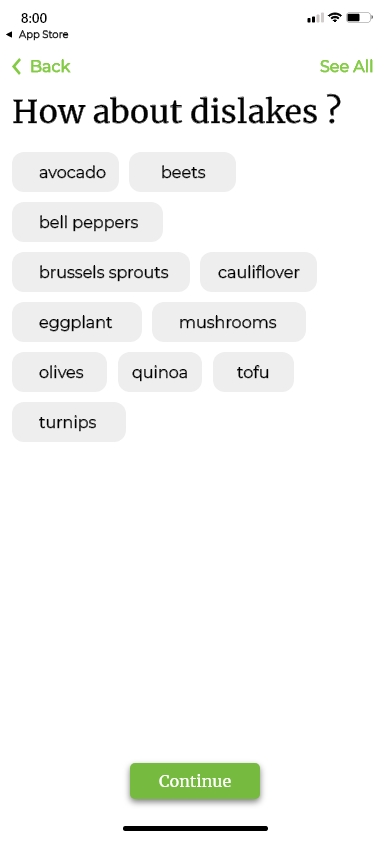 8:00
App Store
Back See All
How about dislakes ?
avocado beets
bell peppers
brussels sprouts cauliflover
eggplant mushrooms
olives quinoa tofu
turnips
Continue